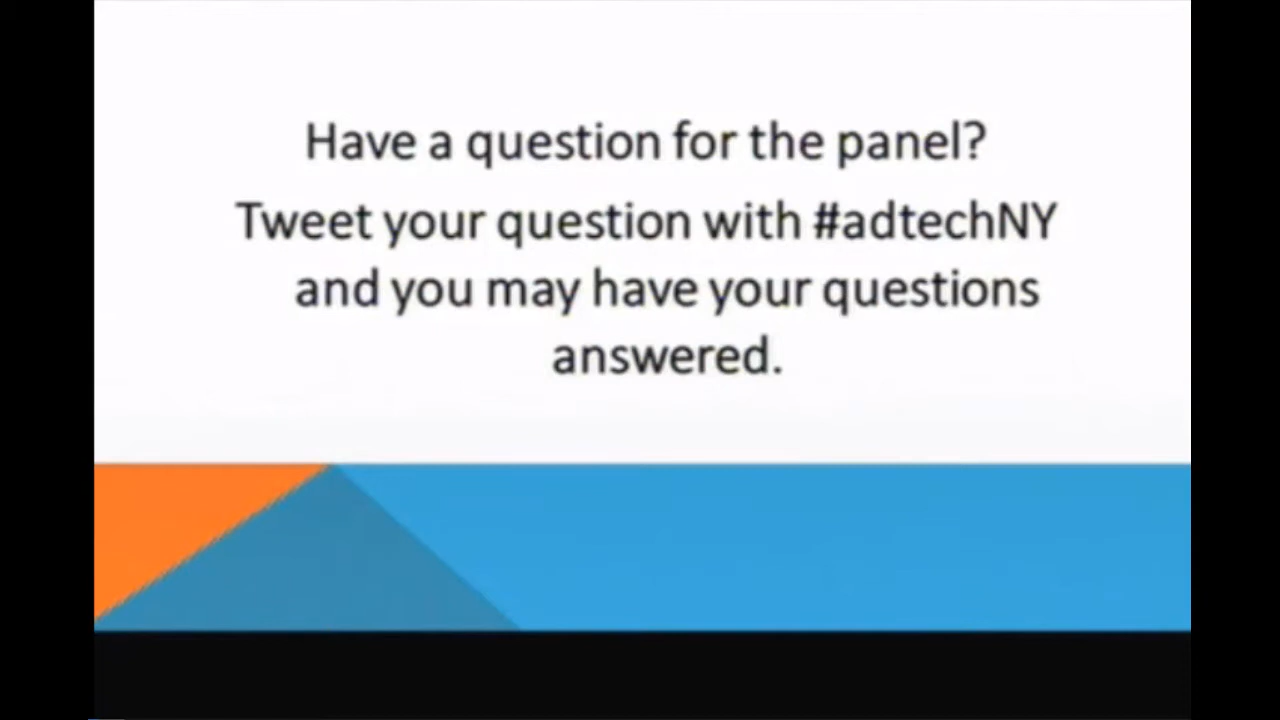 Have a question for the panel?
Tweet your question with #adtechNY
and you may have your questions
answered.